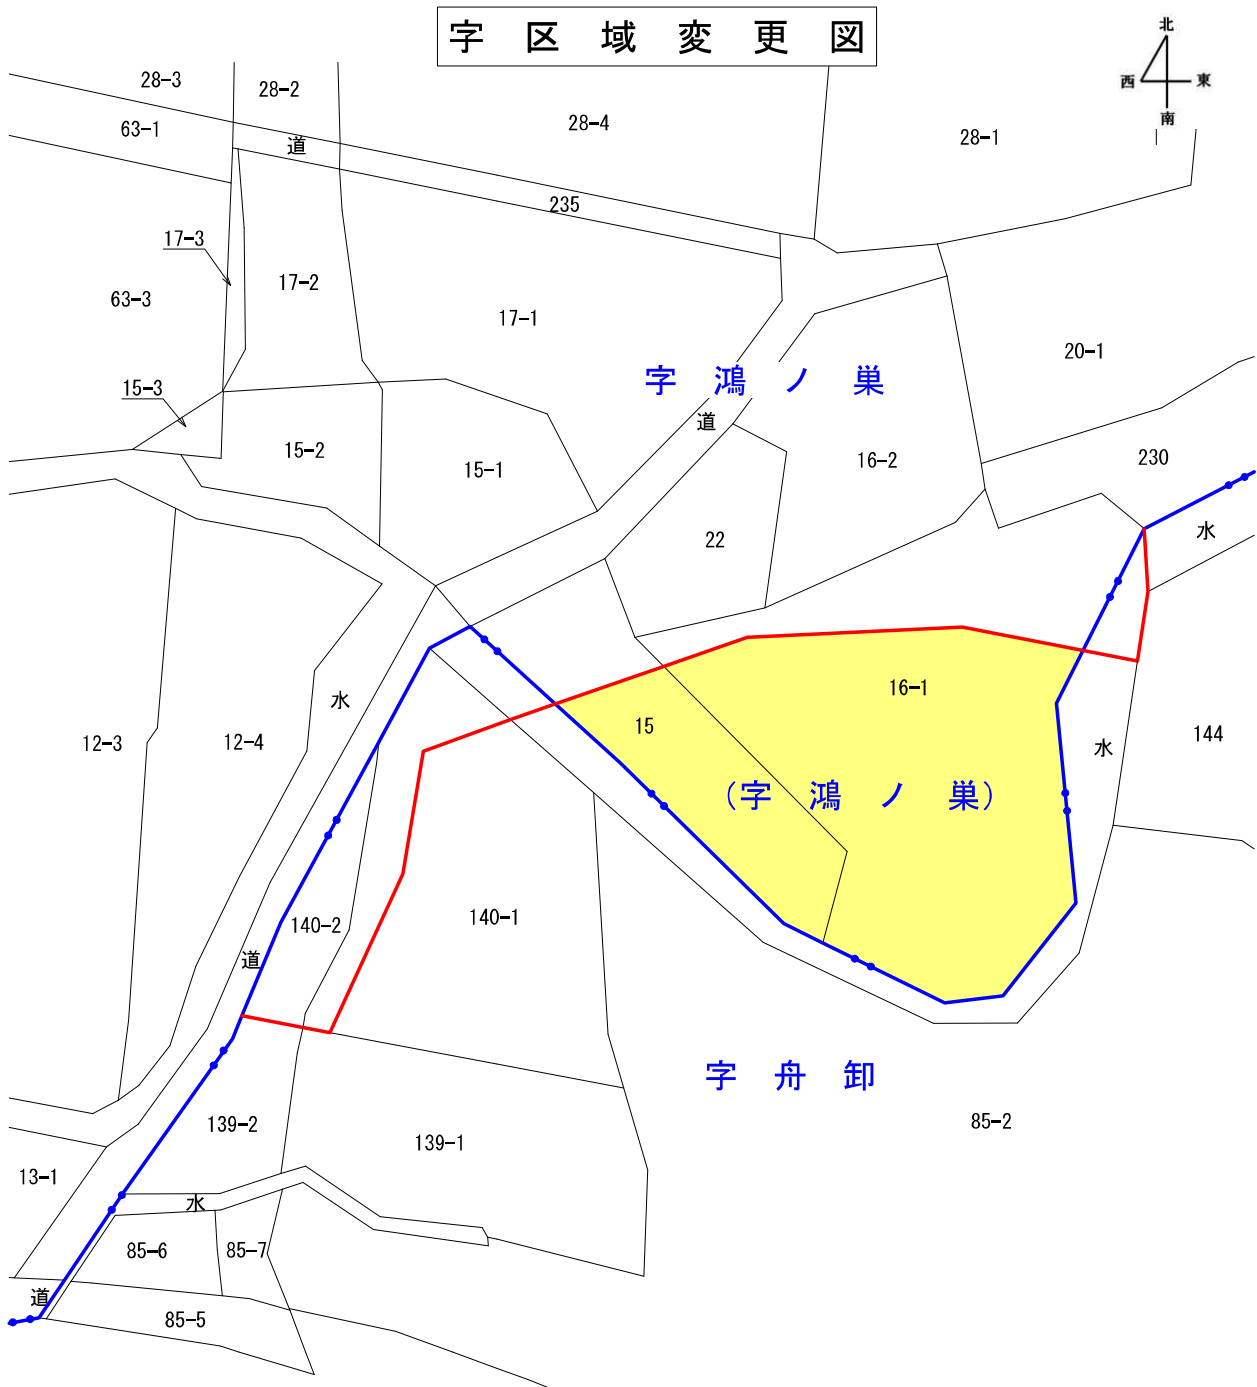 字 区 域 変 更 図
北
西 東
南
28-3
28-2
63-1
道
28-4
28-1
235
17-3
17-2
63-3
17-1
20-1
15-3
字 鴻 ノ 巣
道
15-2
15-1
16-2
230
22
水
水
16-1
15
12-3
12-4
水
144
(字 鴻 ノ 巣)
140-2
140-1
道
字 舟 卸
139-2
139-1
85-2
13-1
水
85-6
85-7
道
85-5